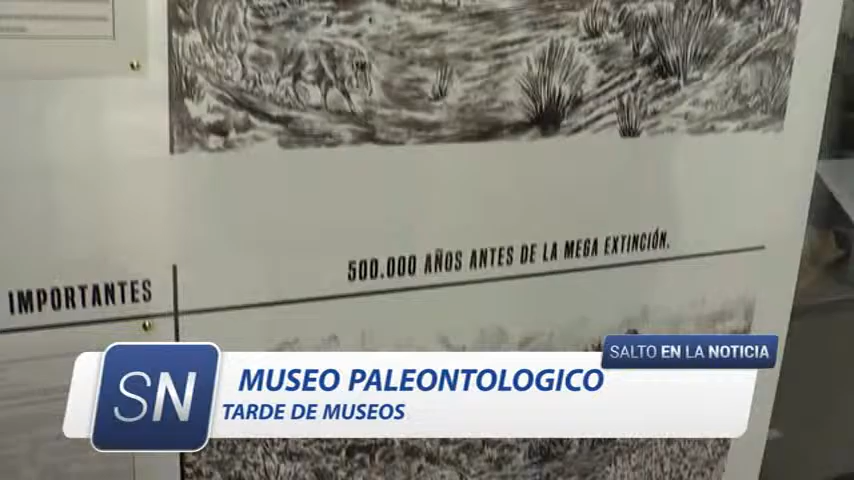 500.000 AÑOS ANTES DE LA MEGA EXTINCIÓN.
IMPORTANTES
SALTO EN LA NOTICIA
SN
MUSEO PALEONTOLOGICO
TARDE DE MUSEOS